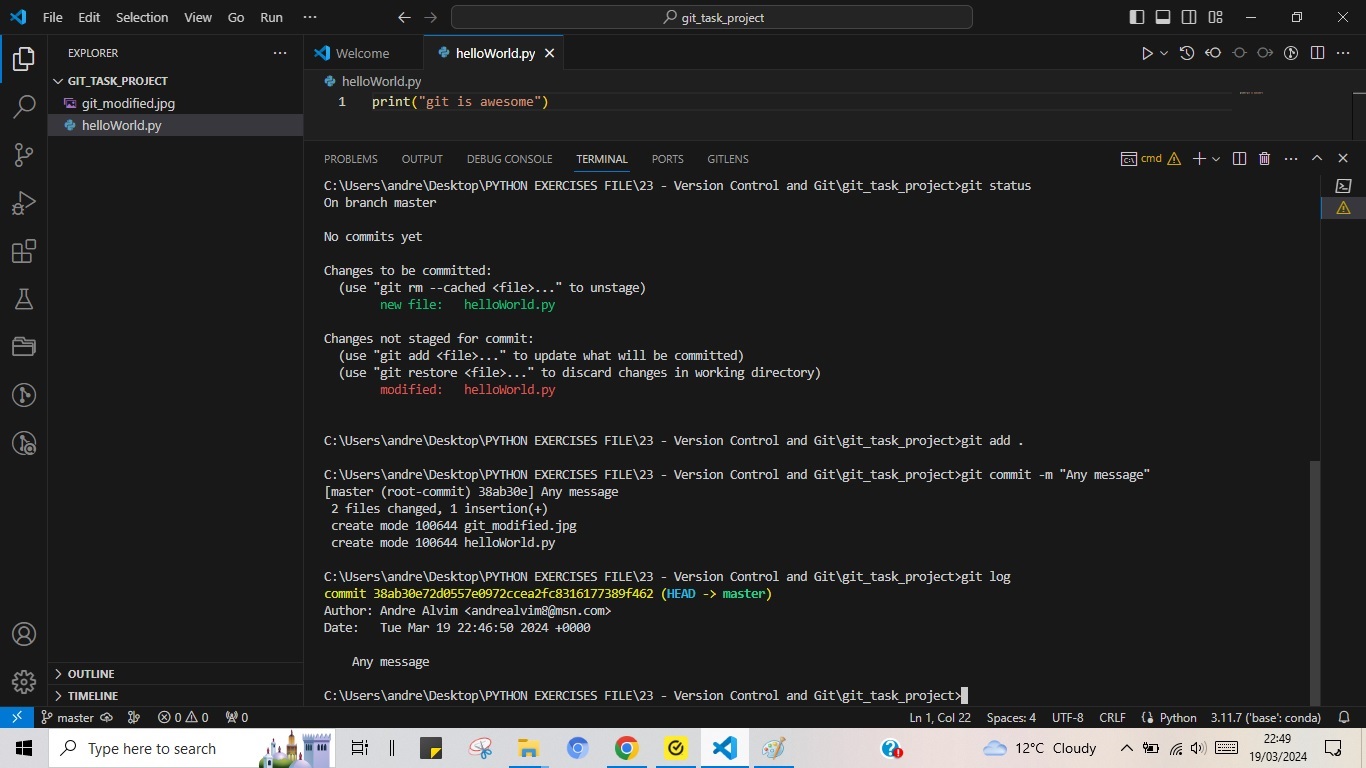 File Edit Selection View Go Run ··· git_task_project
EXPLORER ···
GIT_TASK_PROJECT
git_modified.jpg
helloWorld.py
OUTLINE
TIMELINE
Welcome helloWorld.py
helloWorld.py
1 print("git is awesome")
PROBLEMS OUTPUT DEBUG CONSOLE TERMINAL PORTS GITLENS cmd
C:\Users\andre\Desktop\PYTHON EXERCISES FILE\23 - Version Control and Git\git_task_project>git status
On branch master
No commits yet
Changes to be committed:
(use "git rm --cached <file>..." to unstage)
new file: helloWorld.py
Changes not staged for commit:
(use "git add <file>..." to update what will be committed)
(use "git restore <file>..." to discard changes in working directory)
modified: helloWorld.py
C:\Users\andre\Desktop\PYTHON EXERCISES FILE\23 - Version Control and Git\git_task_project>git add .
C:\Users\andre\Desktop\PYTHON EXERCISES FILE\23 - Version Control and Git\git_task_project>git commit -m "Any message"
[master (root-commit) 38ab30e] Any message
2 files changed, 1 insertion(+)
create mode 100644 git_modified.jpg
create mode 100644 helloWorld.py
C:\Users\andre\Desktop\PYTHON EXERCISES FILE\23 - Version Control and Git\git_task_project>git log
commit 38ab30e72d0557e0972ccea2fc8316177389f462 (HEAD -> master)
Author: Andre Alvim <andrealvim8@msn.com>
Date: Tue Mar 19 22:46:50 2024 +0000
Any message
C:\Users\andre\Desktop\PYTHON EXERCISES FILE\23 - Version Control and Git\git_task_project>
master 0 0 0 Ln 1, Col 22 Spaces: 4 UTF-8 CRLF Python 3.11.7 ('base': conda)
Type here to search 12°C Cloudy 22:49
19/03/2024